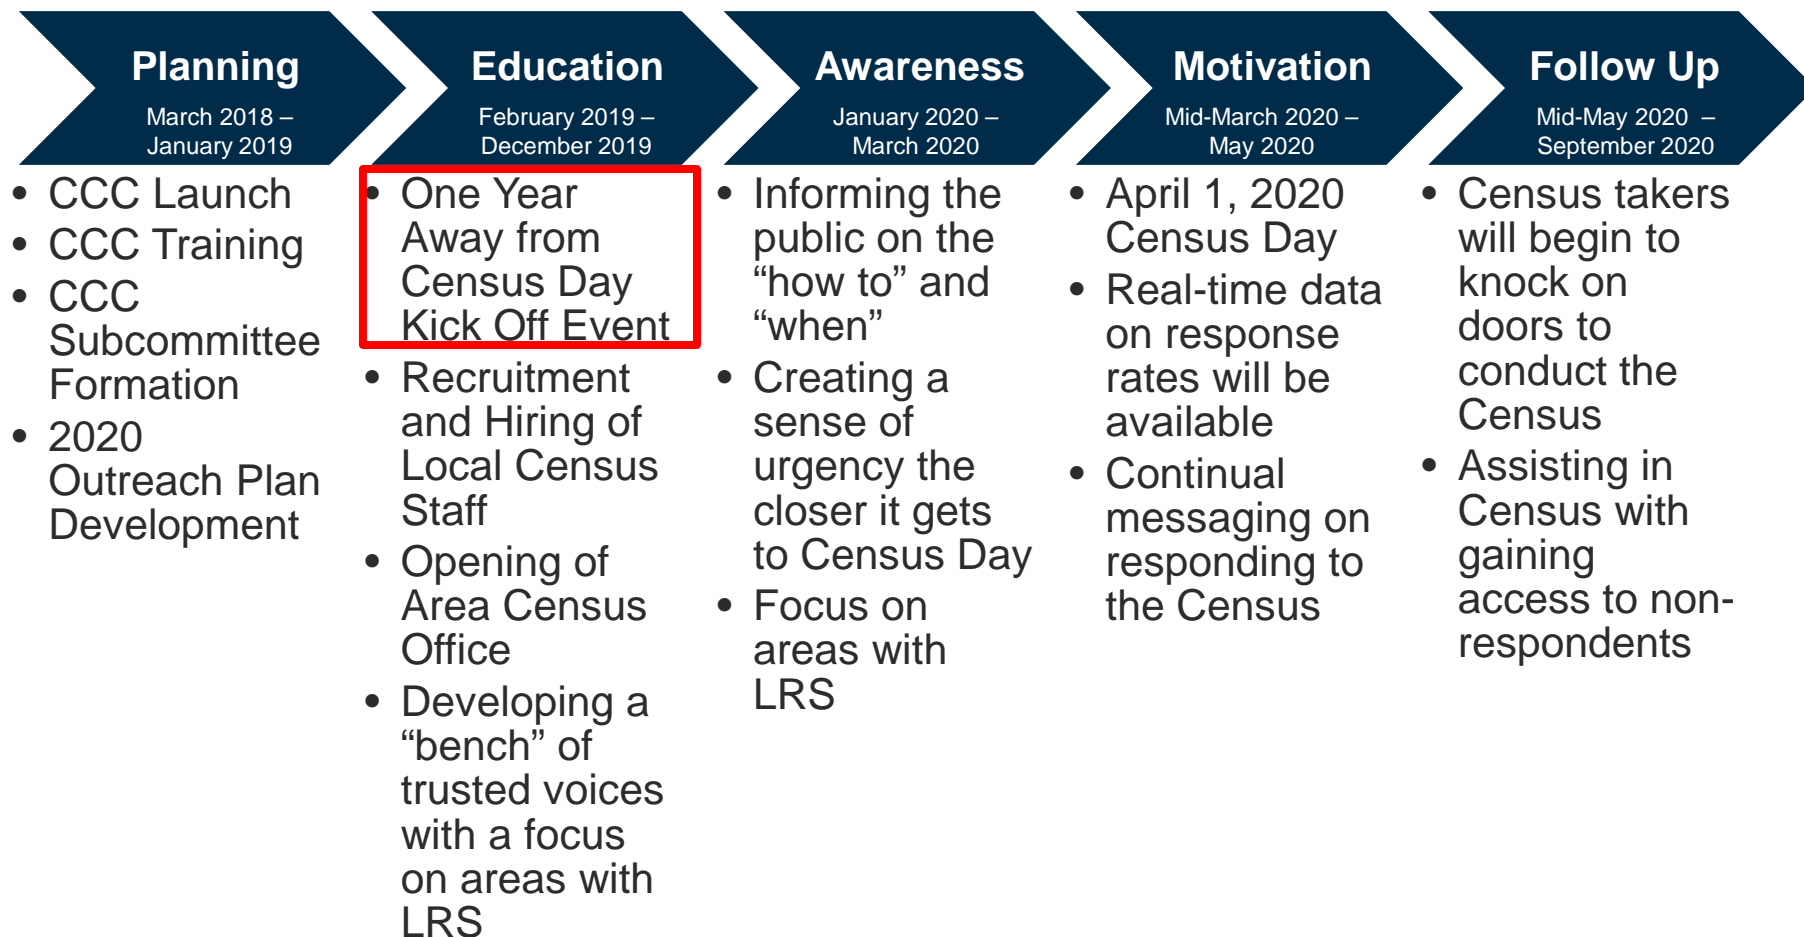 Planning
March 2018 –
January 2019
• CCC Launch
• CCC Training
• CCC
Subcommittee
Formation
• 2020
Outreach Plan
Development
Education
February 2019 –
December 2019
• One Year
Away from
Census Day
Kick Off Event
• Recruitment
and Hiring of
Local Census
Staff
• Opening of
Area Census
Office
• Developing a
“bench” of
trusted voices
with a focus
on areas with
LRS
Awareness
January 2020 –
March 2020
• Informing the
public on the
“how to” and
“when”
• Creating a
sense of
urgency the
closer it gets
to Census Day
• Focus on
areas with
LRS
Motivation
Mid-March 2020 –
May 2020
• April 1, 2020
Census Day
• Real-time data
on response
rates will be
available
• Continual
messaging on
responding to
the Census
Follow Up
Mid-May 2020 –
September 2020
• Census takers
will begin to
knock on
doors to
conduct the
Census
• Assisting in
Census with
gaining
access to non-
respondents